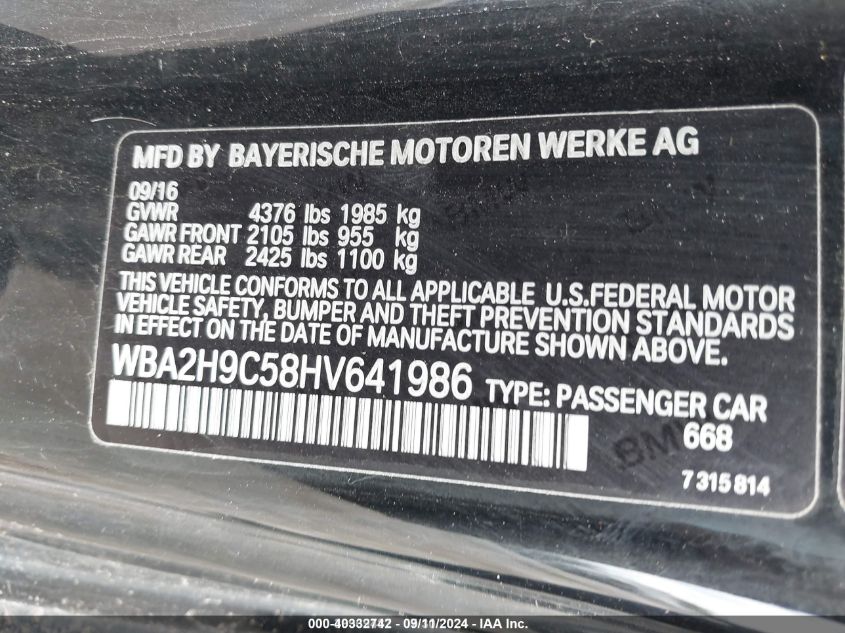 MFD BY BAYERISCHE MOTOREN WERKE AG
09/16
GVWR 4376 lbs 1985 kg
GAWR FRONT 2105 lbs 955 kg
GAWR REAR 2425 lbs 1100 kg
THIS VEHICLE CONFORMS TO ALL APPLICABLE U.S.FEDERAL MOTOR
VEHICLE SAFETY, BUMPER AND THEFT PREVENTION STANDARDS
IN EFFECT ON THE DATE OF MANUFACTURE SHOWN ABOVE.
WBA2H9C58HV641986 TYPE: PASSENGER CAR
668
BMW
7 315 814
000-40332742 - 09/11/2024 - IAA Inc.